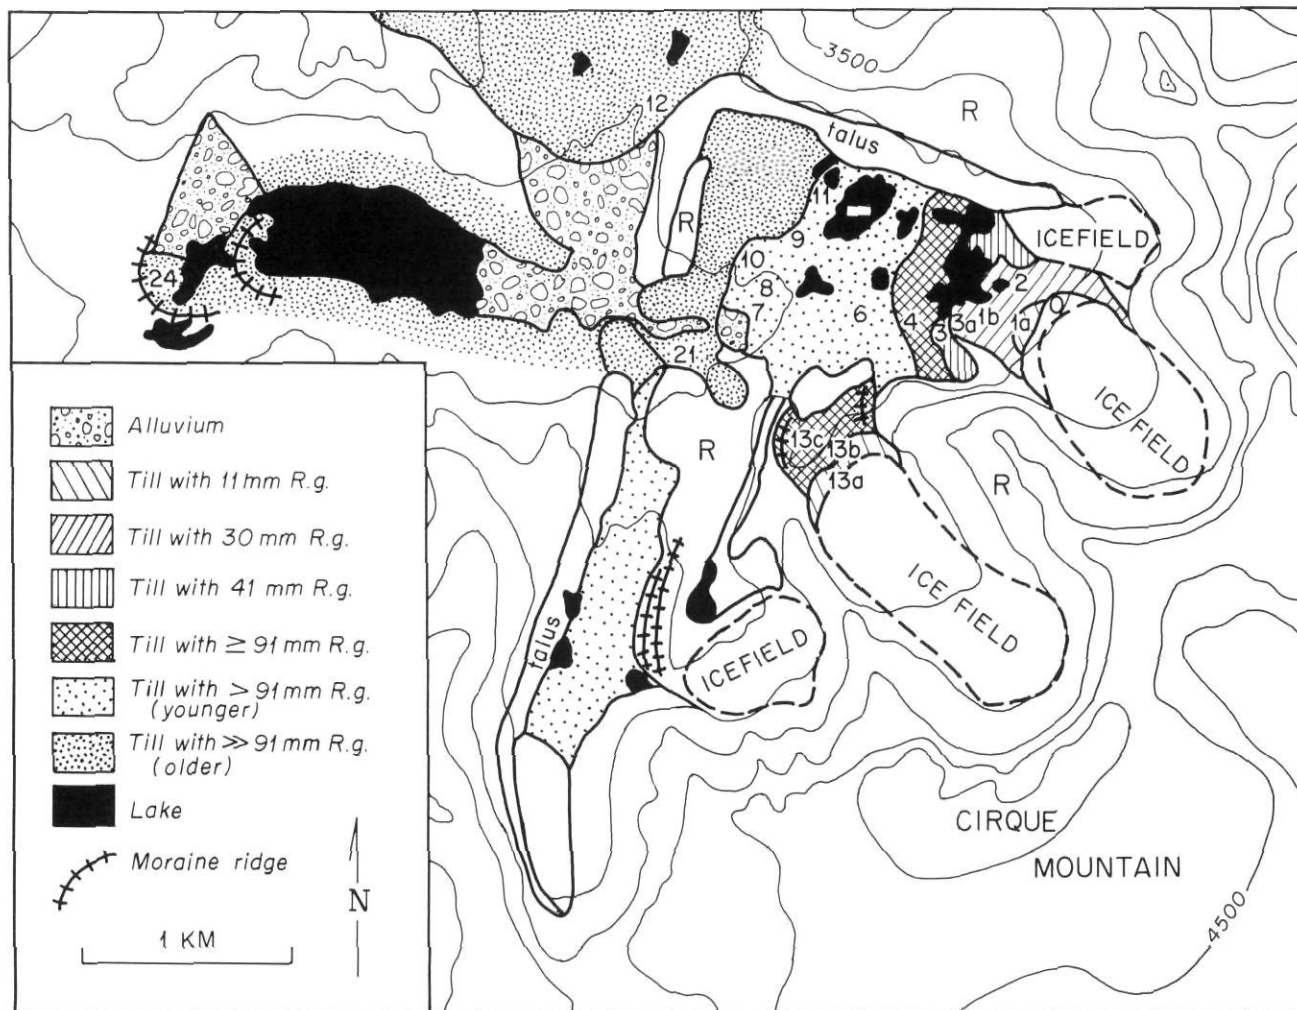 3500
R
12
talus
R
11
ICEFIELD
9
10
8
2
24
7
6
4
3
3a
1b
1a
0
21
ICE FIELD
R
13c
13b
13a
R
ICE FIELD
talus
ICEFIELD
CIRQUE
MOUNTAIN
4500
Alluvium
Till with 11 mm R.g.
Till with 30 mm R.g.
Till with 41 mm R.g.
Till with ≥ 91 mm R.g.
Till with > 91 mm R.g.
(younger)
Till with ≫ 91 mm R.g.
(older)
Lake
Moraine ridge
N
1 KM